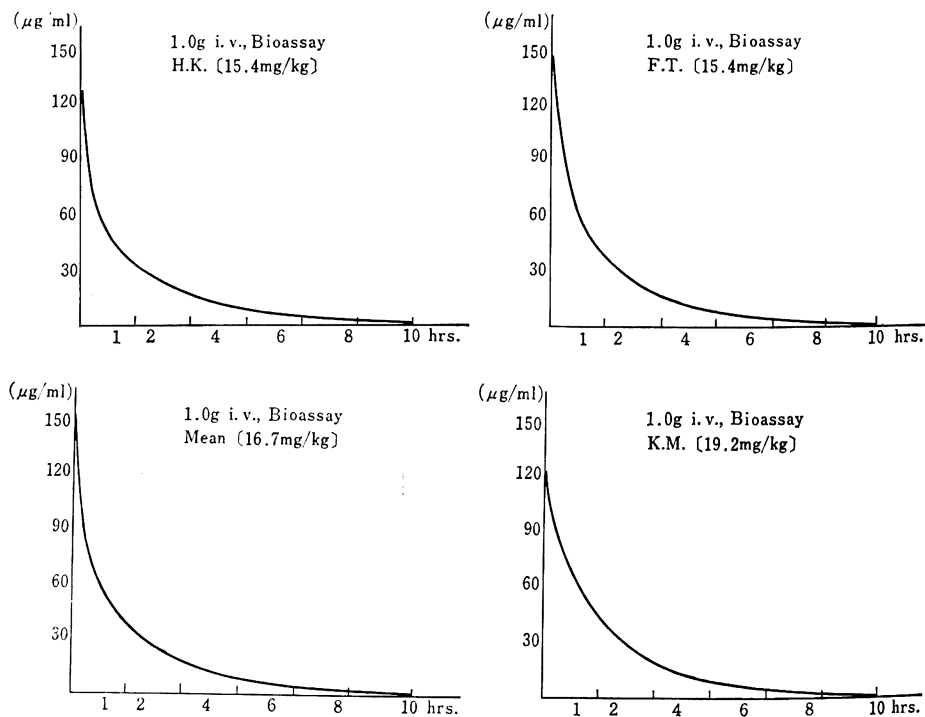 (μg/ml)
150
120
90
60
30
1.0g i.v., Bioassay
H.K. [15.4mg/kg]
1 2 4 6 8 10 hrs.
(μg/ml)
150
120
90
60
30
1.0g i.v., Bioassay
F.T. [15.4mg/kg]
1 2 4 6 8 10 hrs.
(μg/ml)
150
120
90
60
30
1.0g i.v., Bioassay
Mean [16.7mg/kg]
1 2 4 6 8 10 hrs.
(μg/ml)
150
120
90
60
30
1.0g i.v., Bioassay
K.M. [19.2mg/kg]
1 2 4 6 8 10 hrs.